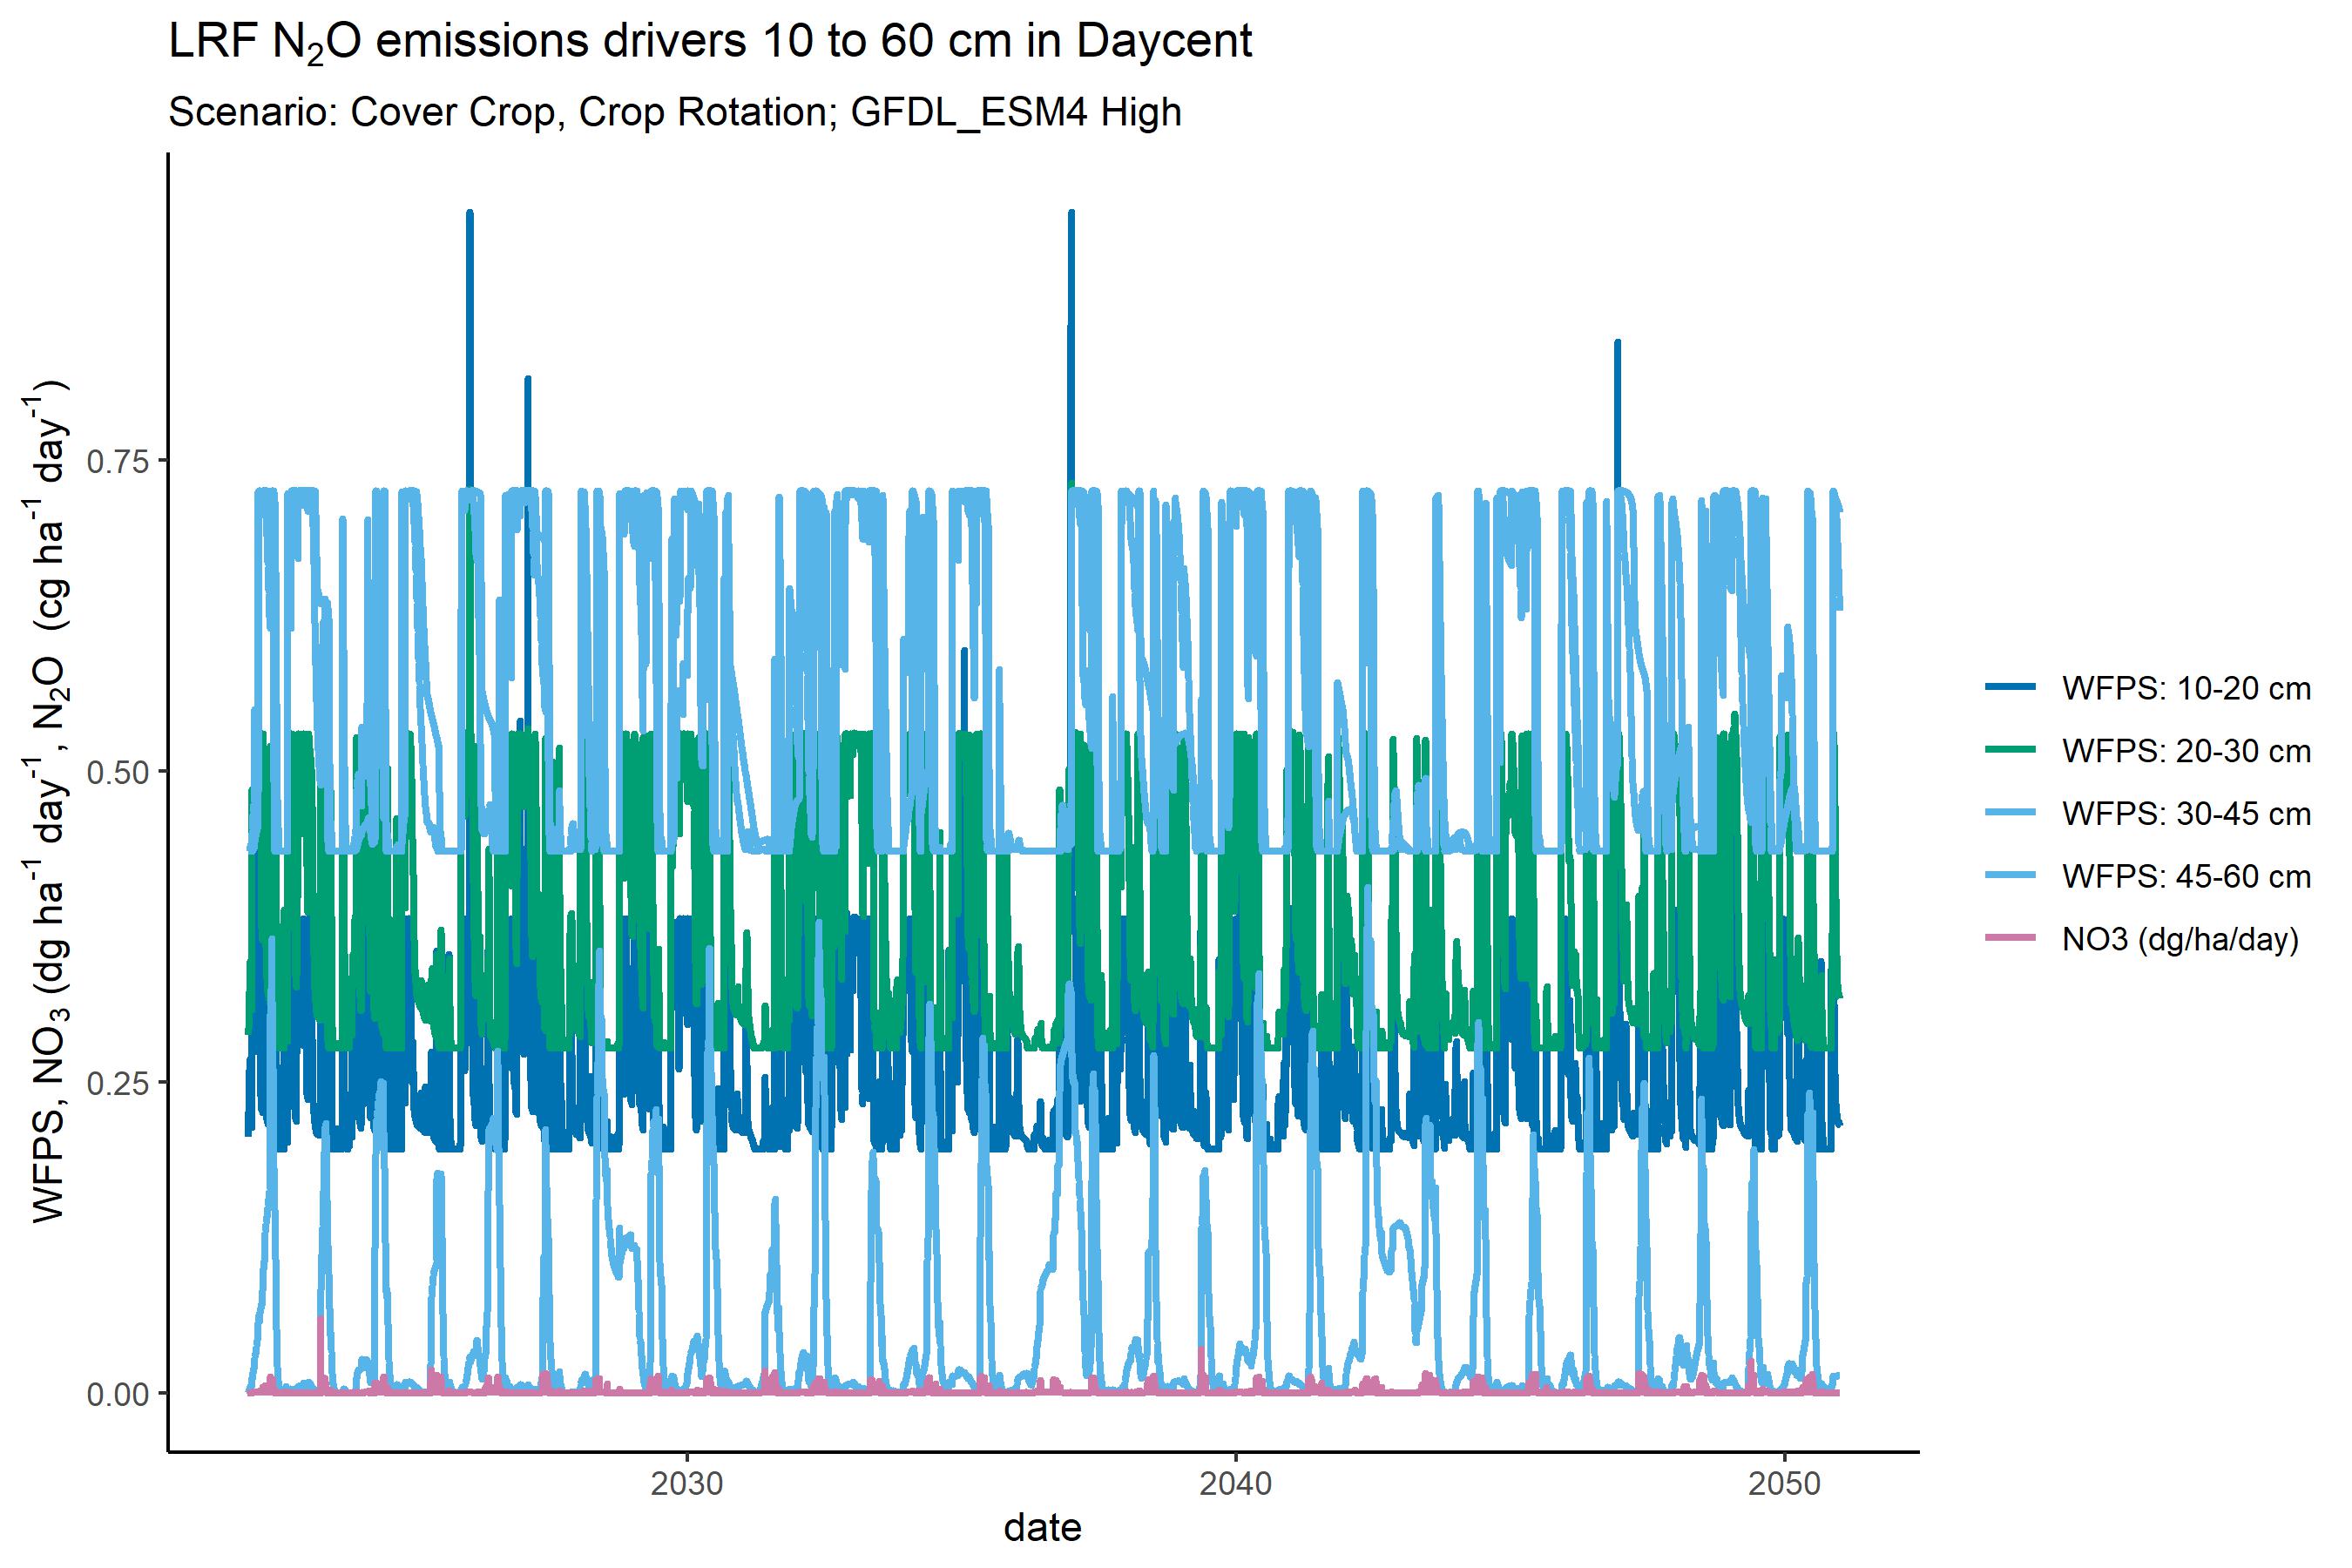 LRF N₂O emissions drivers 10 to 60 cm in Daycent
Scenario: Cover Crop, Crop Rotation; GFDL_ESM4 High
WFPS, NO₃ (dg ha⁻¹ day⁻¹, N₂O (cg ha⁻¹ day⁻¹)
0.75
0.50
0.25
0.00
2030
2040
2050
date
WFPS: 10-20 cm
WFPS: 20-30 cm
WFPS: 30-45 cm
WFPS: 45-60 cm
NO3 (dg/ha/day)